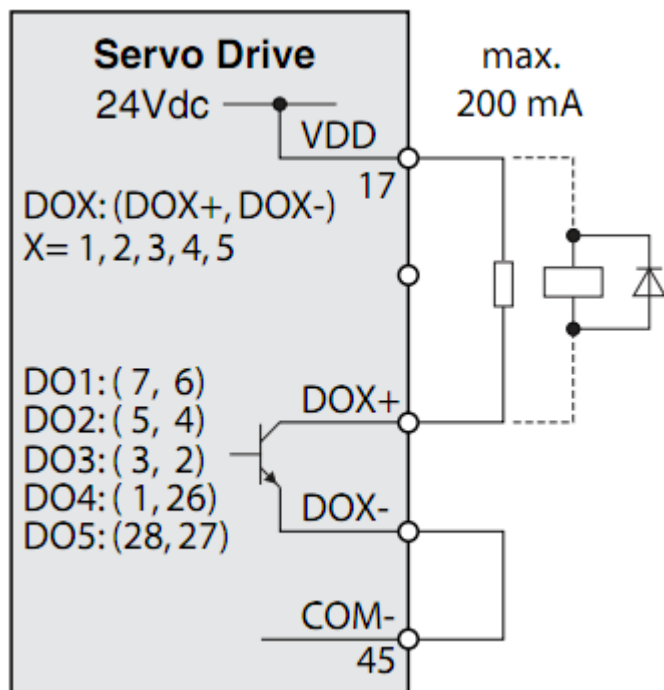 Servo Drive
24Vdc
max.
200 mA
VDD
17
DOX: (DOX+, DOX-)
X= 1, 2, 3, 4, 5
DO1: ( 7, 6)
DO2: ( 5, 4)
DO3: ( 3, 2)
DO4: ( 1, 26)
DO5: (28, 27)
DOX+
DOX-
COM-
45